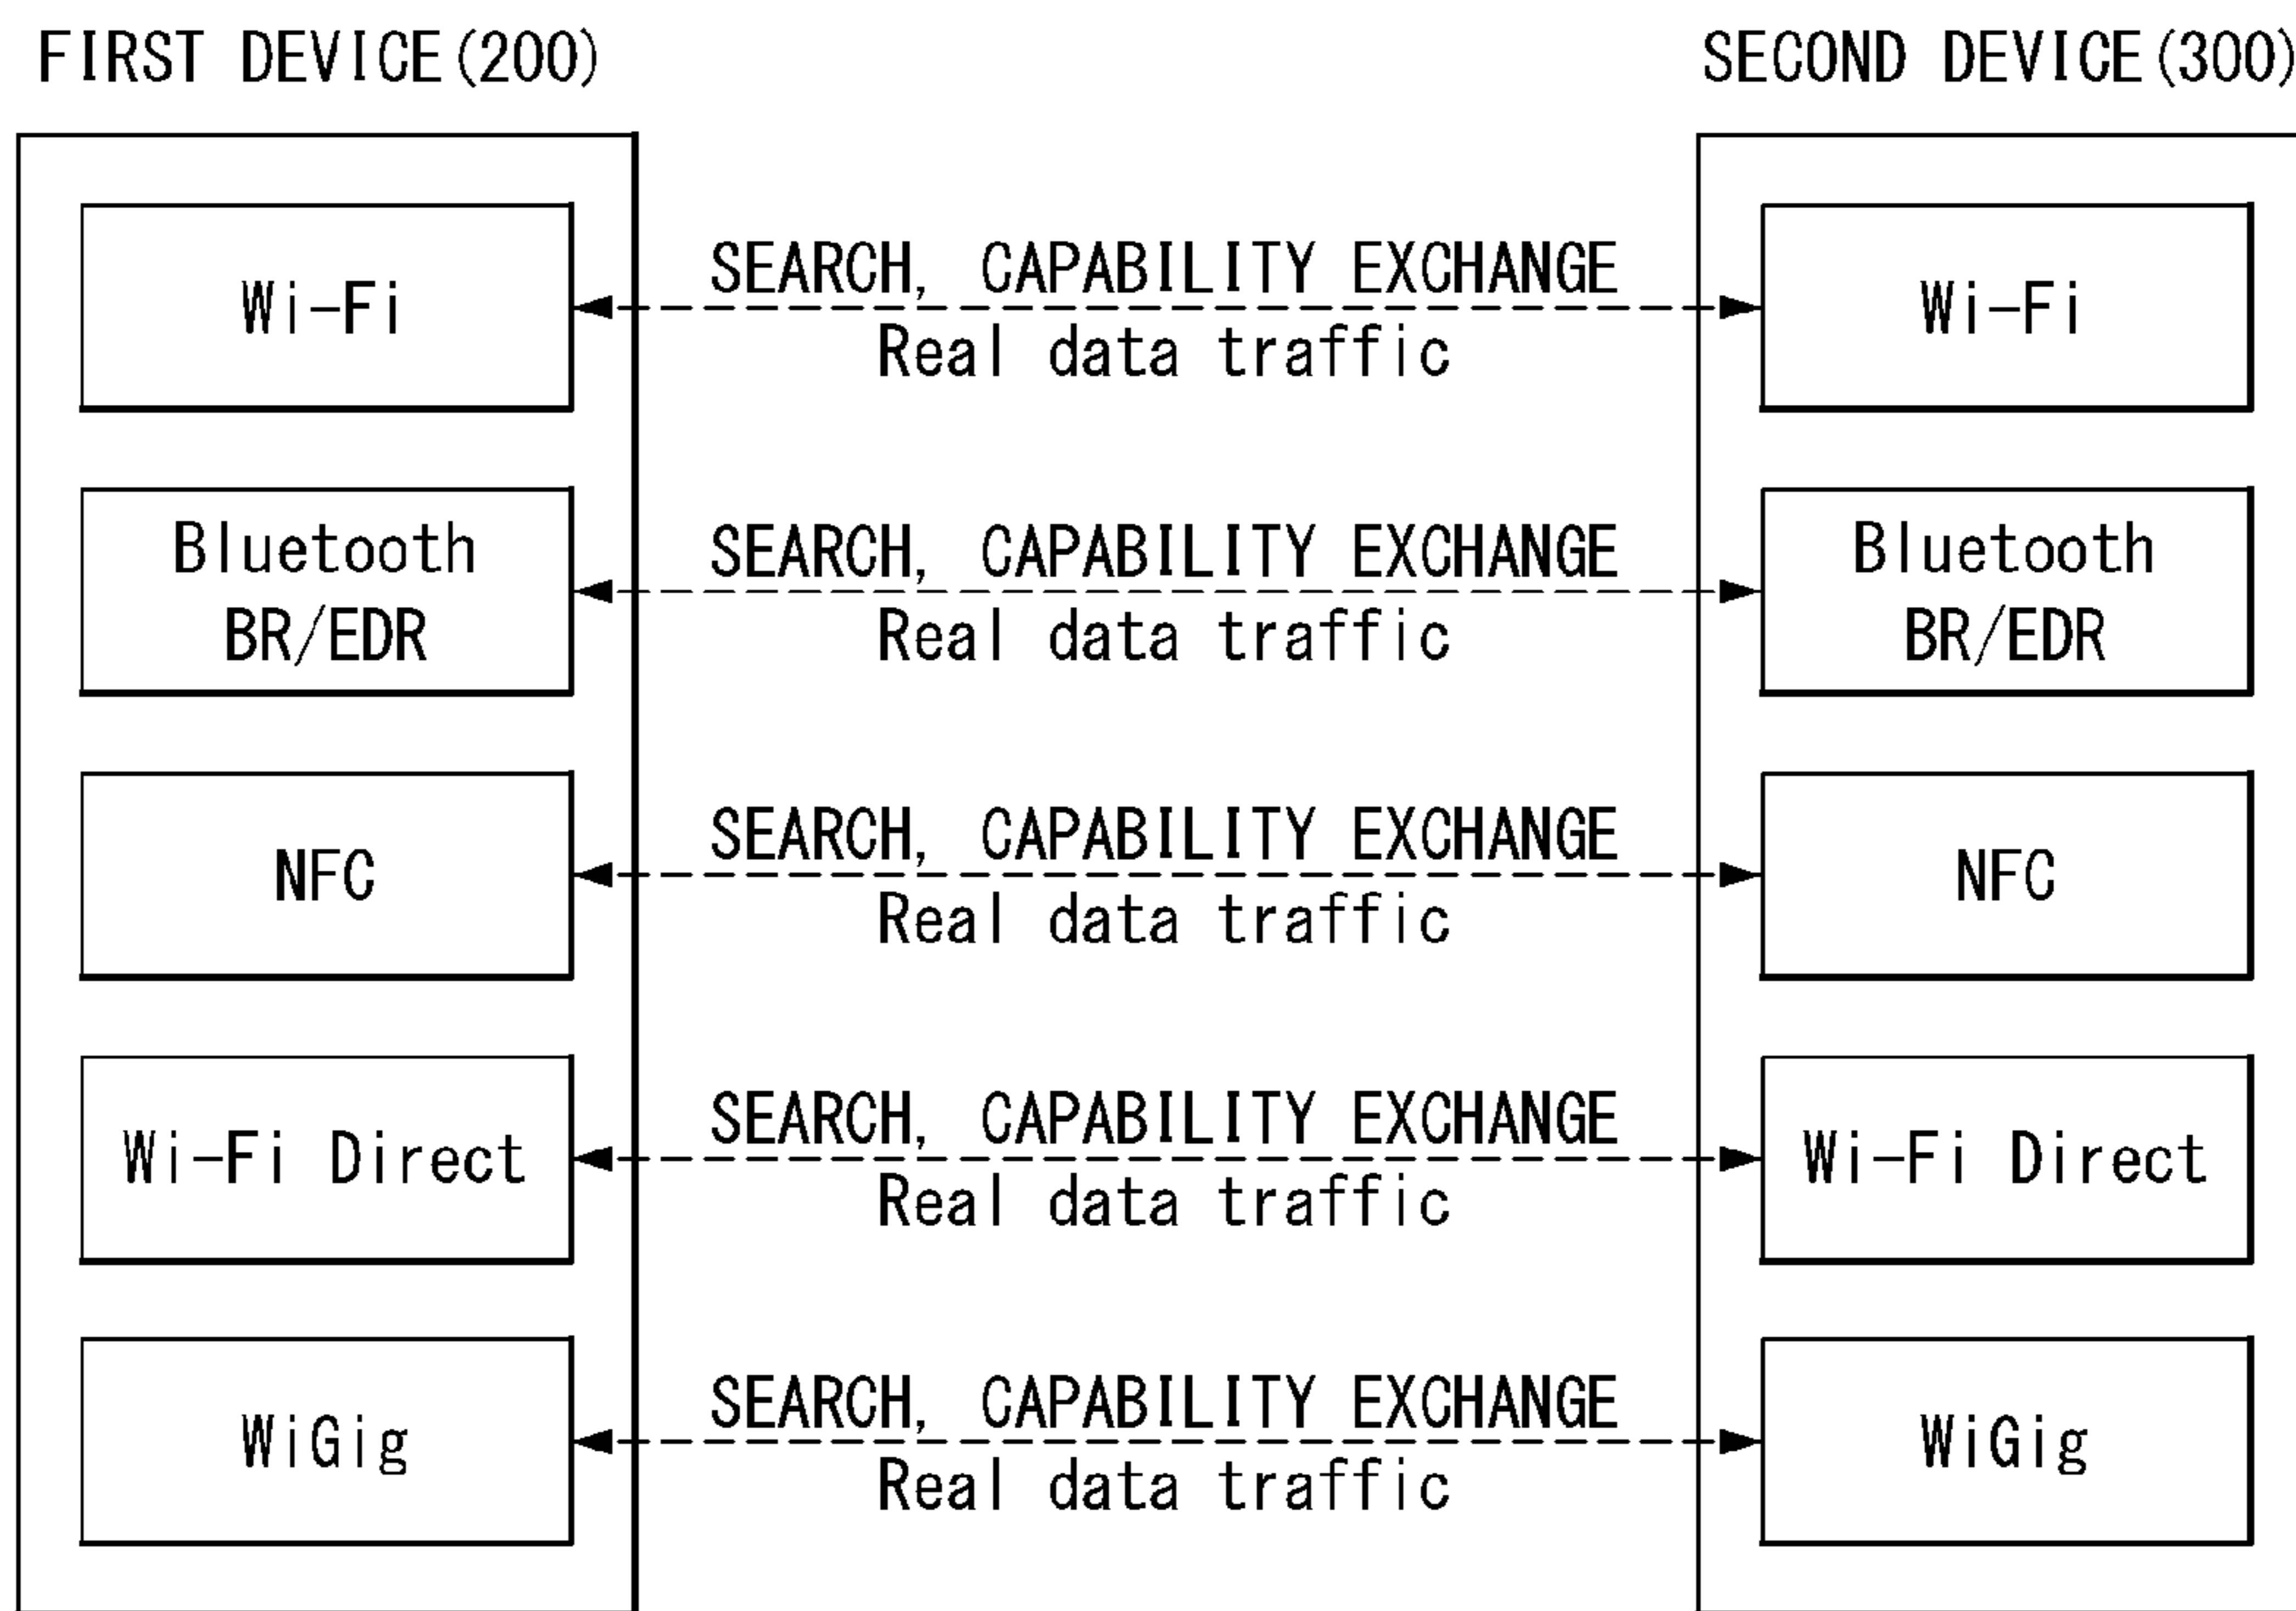 FIRST DEVICE(200)
SECOND DEVICE(300)
Wi-Fi
SEARCH, CAPABILITY EXCHANGE
Real data traffic
Wi-Fi
Bluetooth
BR/EDR
SEARCH, CAPABILITY EXCHANGE
Real data traffic
Bluetooth
BR/EDR
NFC
SEARCH, CAPABILITY EXCHANGE
Real data traffic
NFC
Wi-Fi Direct
SEARCH, CAPABILITY EXCHANGE
Real data traffic
Wi-Fi Direct
WiGig
SEARCH, CAPABILITY EXCHANGE
Real data traffic
WiGig